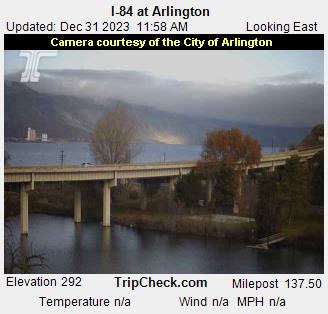 I-84 at Arlington
Updated: Dec 31 2023 11:58 AM Looking East
Camera courtesy of the City of Arlington
Elevation 292 TripCheck.com Milepost 137.50
Temperature n/a Wind n/a MPH n/a